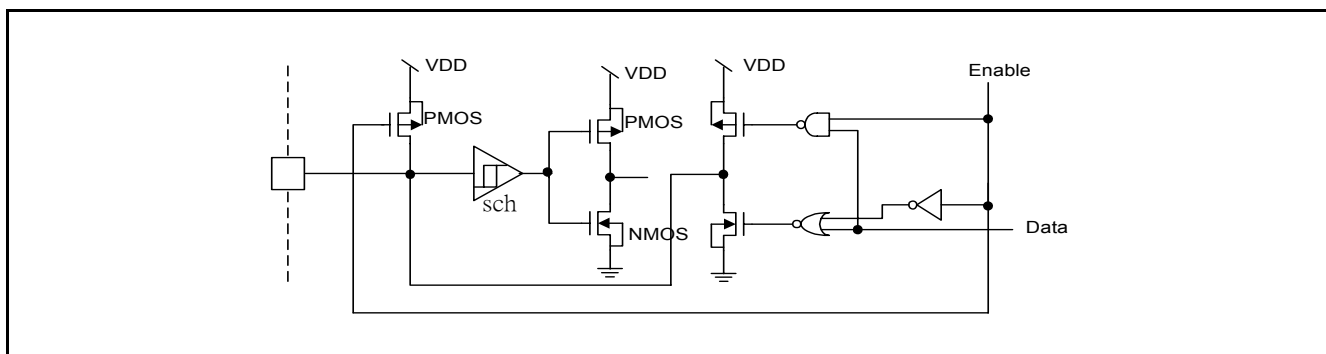 VDD
VDD
VDD
Enable
PMOS
PMOS
sch
NMOS
Data